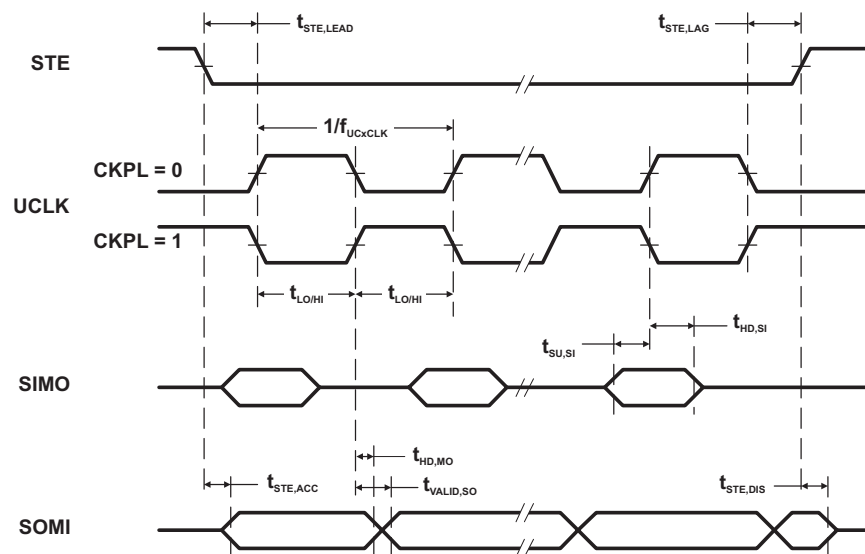 tSTE,LEAD
tSTE,LAG
STE
1/fUCxCLK
CKPL = 0
UCLK
CKPL = 1
tLO/HI
tLO/HI
tHD,SI
tSU,SI
SIMO
tHD,MO
tSTE,ACC
tVALID,SO
tSTE,DIS
SOMI